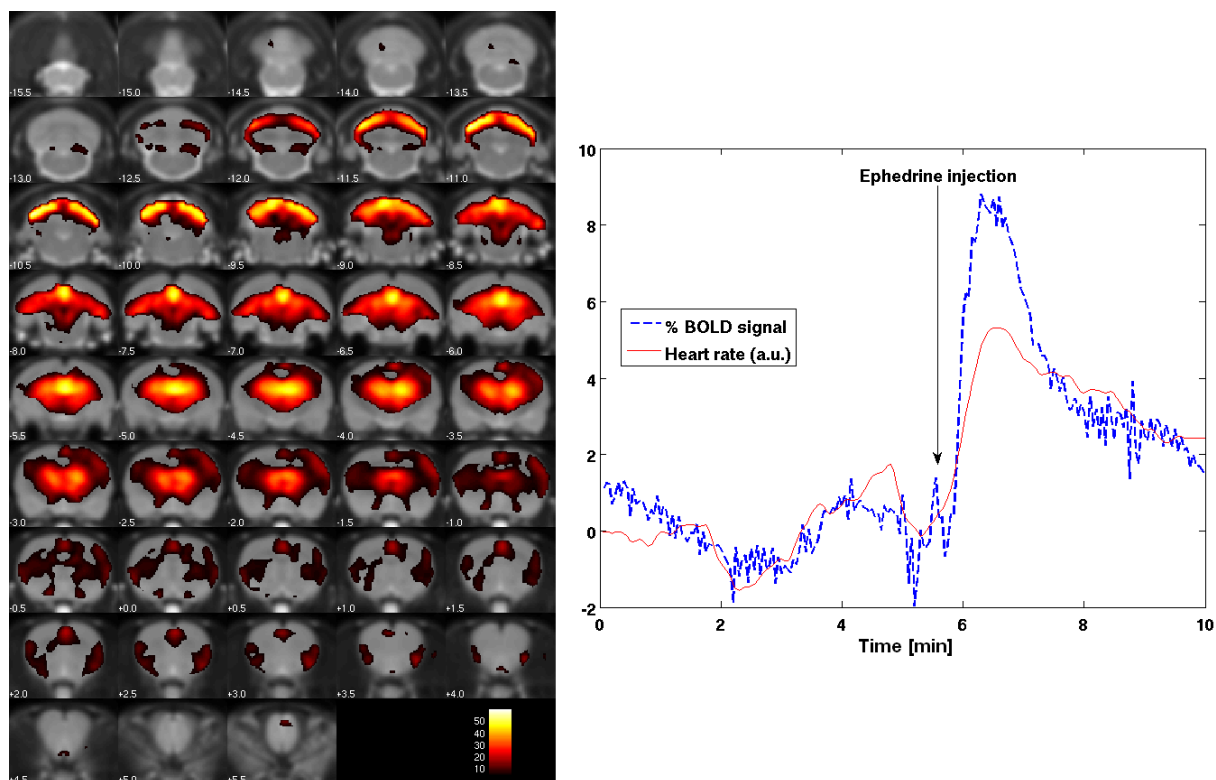 -15.5 -15.0 -14.5 -14.0 -13.5
-13.0 -12.5 -12.0 -11.5 -11.0
-10.5 -10.0 -9.5 -9.0 -8.5
-8.0 -7.5 -7.0 -6.5 -6.0
-5.5 -5.0 -4.5 -4.0 -3.5
-3.0 -2.5 -2.0 -1.5 -1.0
-0.5 +0.0 +0.5 +1.0 +1.5
+2.0 +2.5 +3.0 +3.5 +4.0
+4.5 +5.0 +5.5
50
40
30
20
10
Ephedrine injection
% BOLD signal
Heart rate (a.u.)
10
8
6
4
2
0
-2
0 2 4 6 8 10
Time [min]